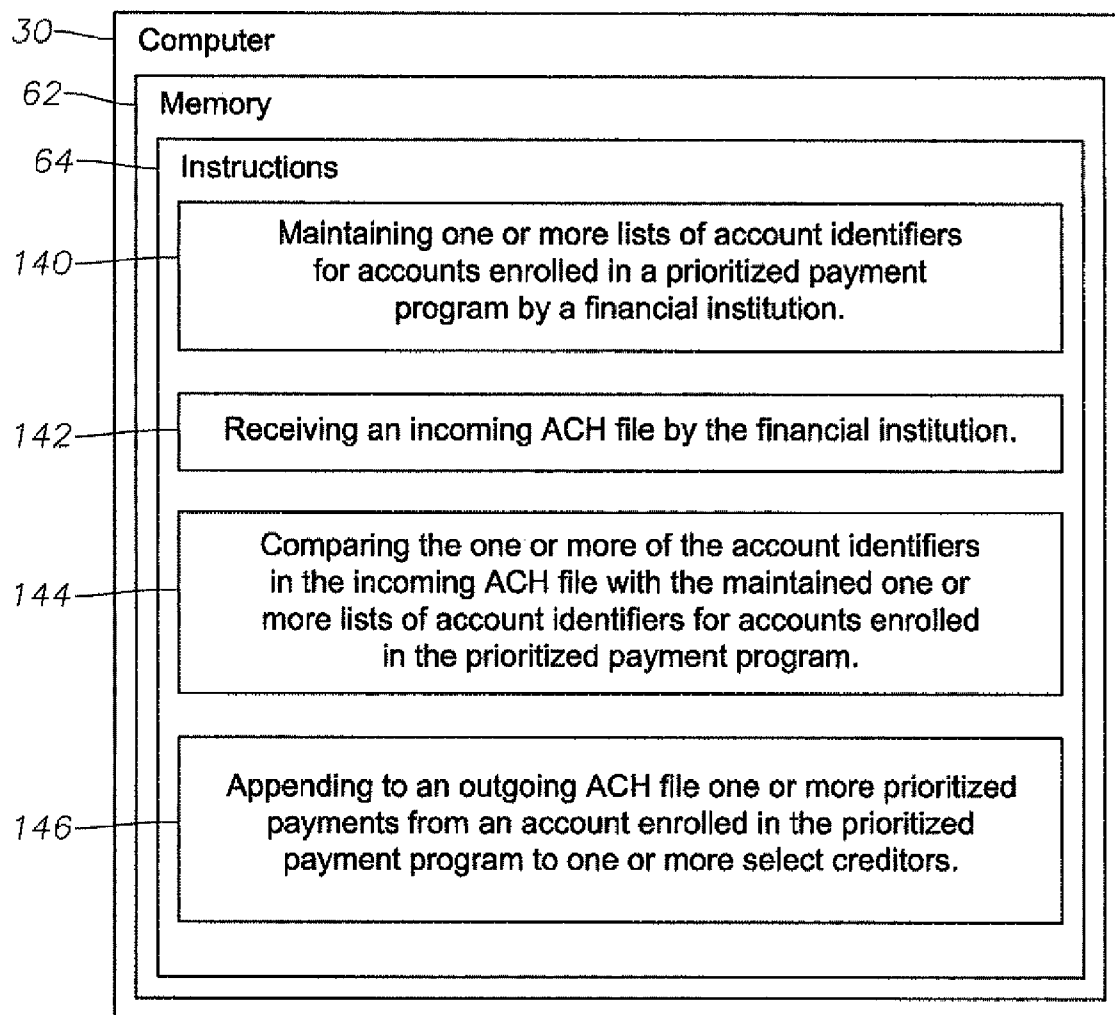 30
Computer
62
Memory
64
Instructions
140
Maintaining one or more lists of account identifiers
for accounts enrolled in a prioritized payment
program by a financial institution.
142
Receiving an incoming ACH file by the financial institution.
144
Comparing the one or more of the account identifiers
in the incoming ACH file with the maintained one or
more lists of account identifiers for accounts enrolled
in the prioritized payment program.
146
Appending to an outgoing ACH file one or more prioritized
payments from an account enrolled in the prioritized
payment program to one or more select creditors.